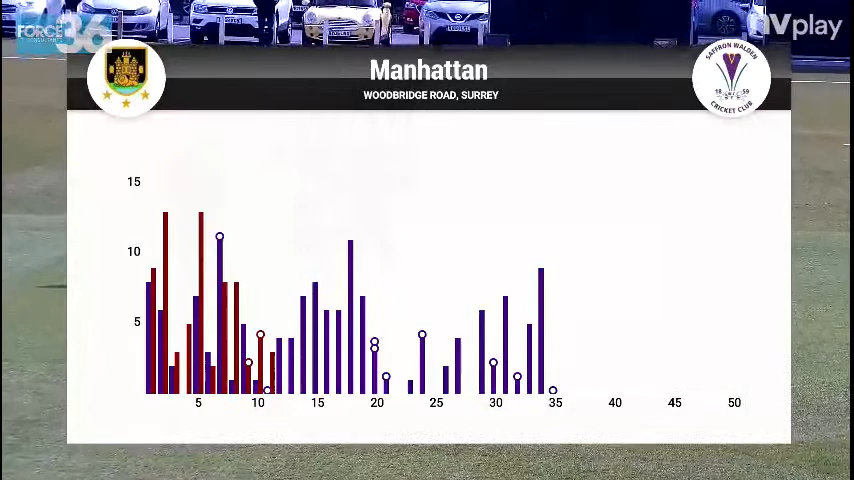 FORCE
36
NVplay
Manhattan
WOODBRIDGE ROAD, SURREY
SAFFRON WALDEN
18 59
CRICKET CLUB
15
10
5
5 10 15 20 25 30 35 40 45 50